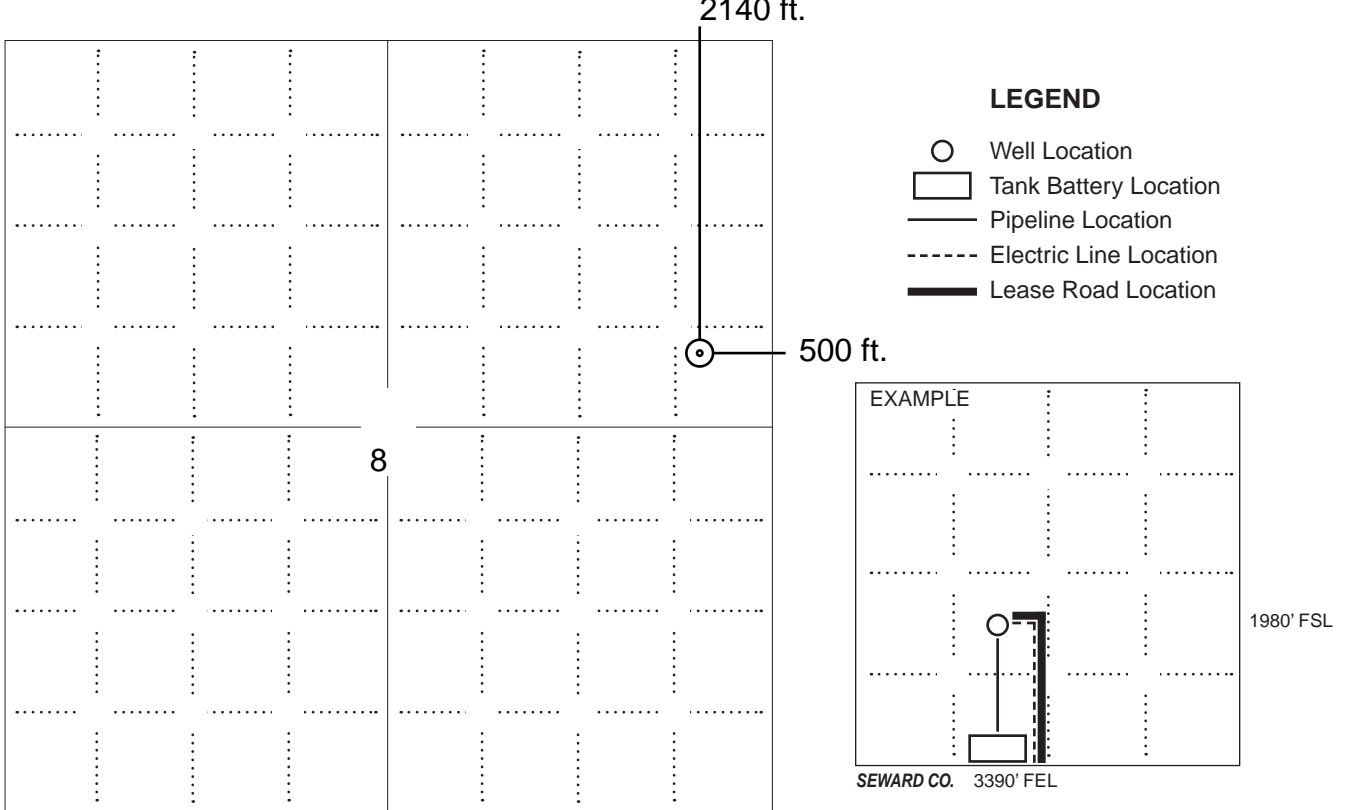 2140 ft.
LEGEND
Well Location
Tank Battery Location
Pipeline Location
Electric Line Location
Lease Road Location
500 ft.
EXAMPLE
8
1980' FSL
SEWARD CO. 3390' FEL